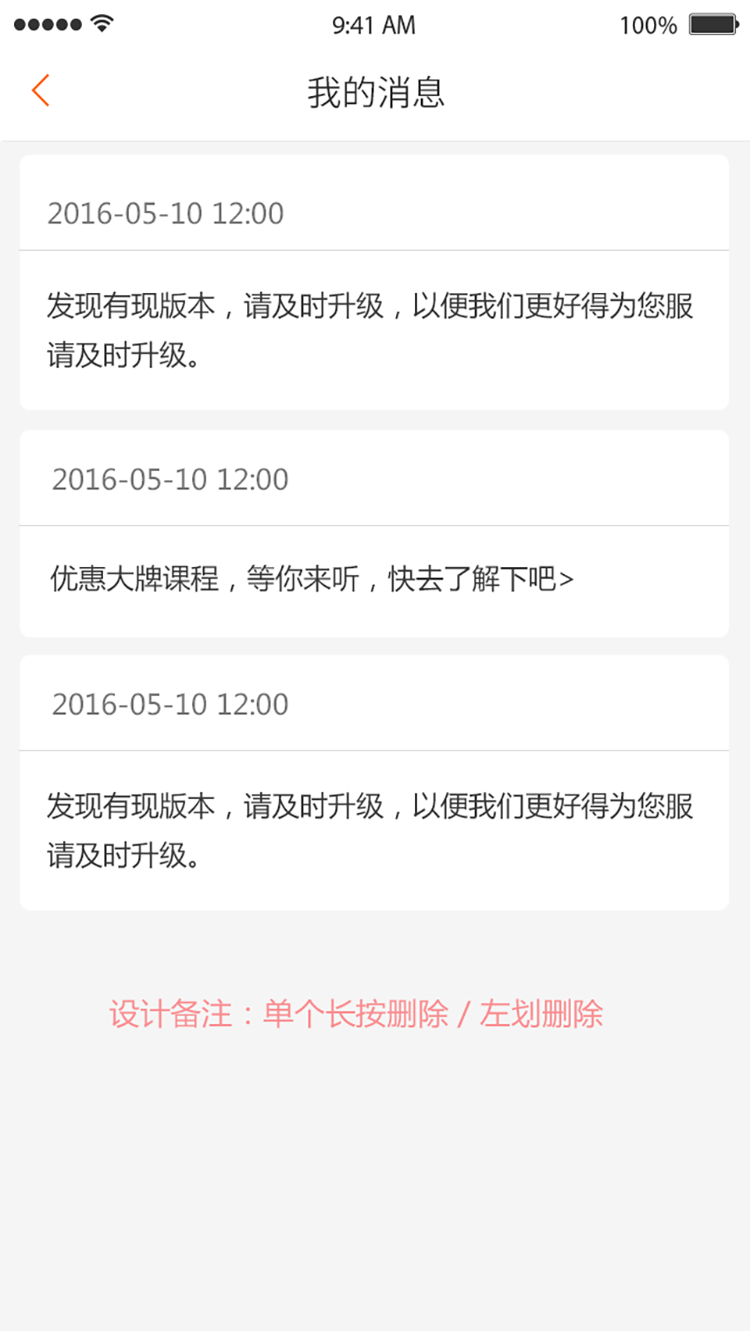 9:41 AM
100%
我的消息
2016-05-10 12:00
发现有现版本，请及时升级，以便我们更好得为您服
请及时升级。
2016-05-10 12:00
优惠大牌课程，等你来听，快去了解下吧>
2016-05-10 12:00
发现有现版本，请及时升级，以便我们更好得为您服
请及时升级。
设计备注：单个长按删除 / 左划删除